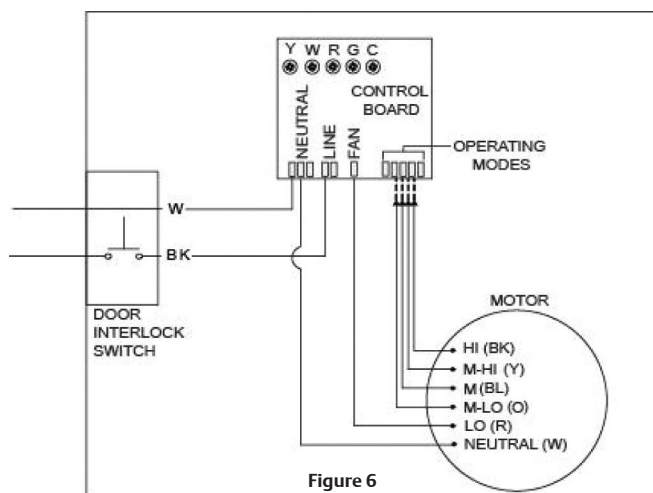 Y W R G C
CONTROL
BOARD
NEUTRAL
LINE
FAN
OPERATING
MODES
W
BK
DOOR
INTERLOCK
SWITCH
MOTOR
HI (BK)
M-HI (Y)
M (BL)
M-LO (O)
LO (R)
NEUTRAL (W)
Figure 6